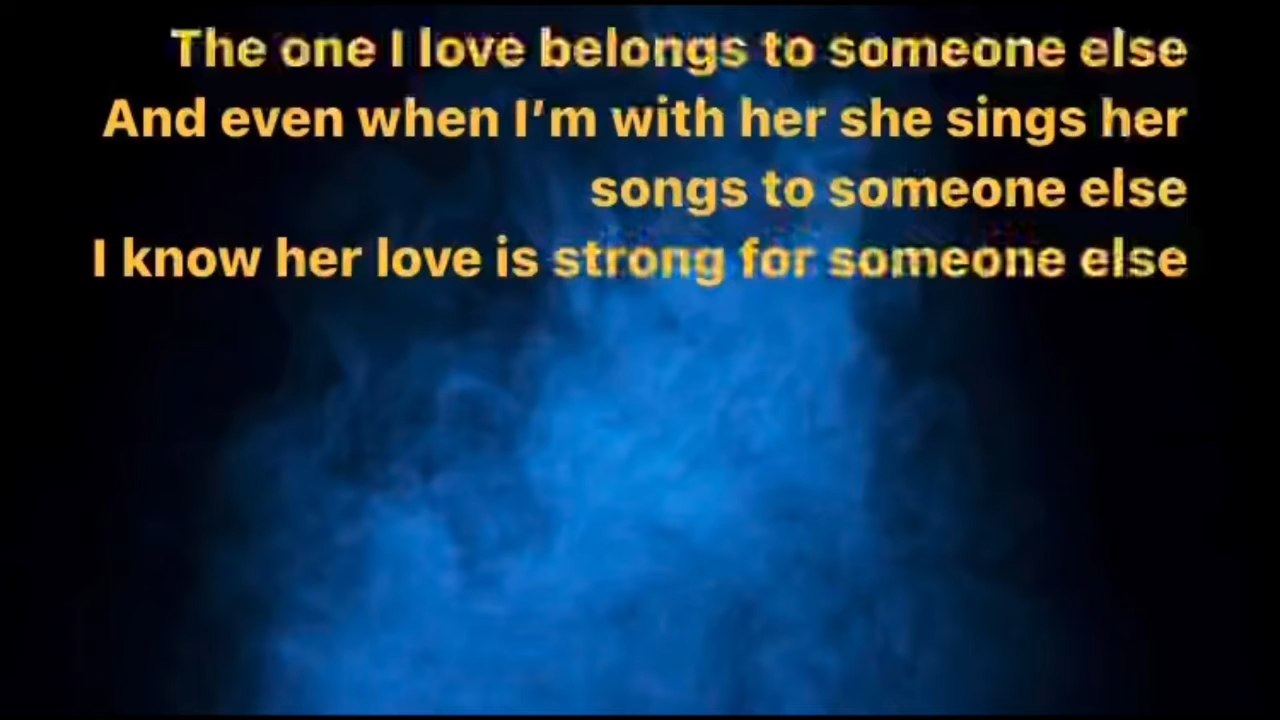 The one I love belongs to someone else
And even when I’m with her she sings her
songs to someone else
I know her love is strong for someone else